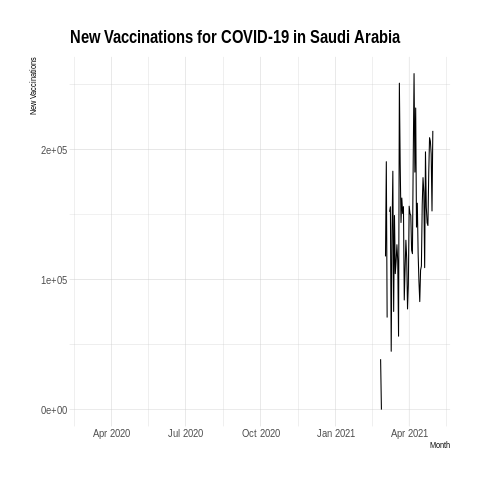 New Vaccinations for COVID-19 in Saudi Arabia
New Vaccinations
2e+05
1e+05
0e+00
Apr 2020 Jul 2020 Oct 2020 Jan 2021 Apr 2021
Month